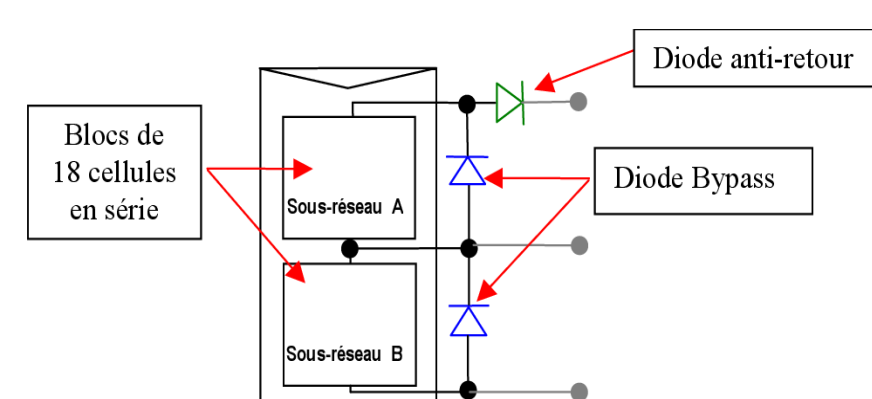 Diode anti-retour
Blocs de
18 cellules
en série
Sous-réseau A
Diode Bypass
Sous-réseau B